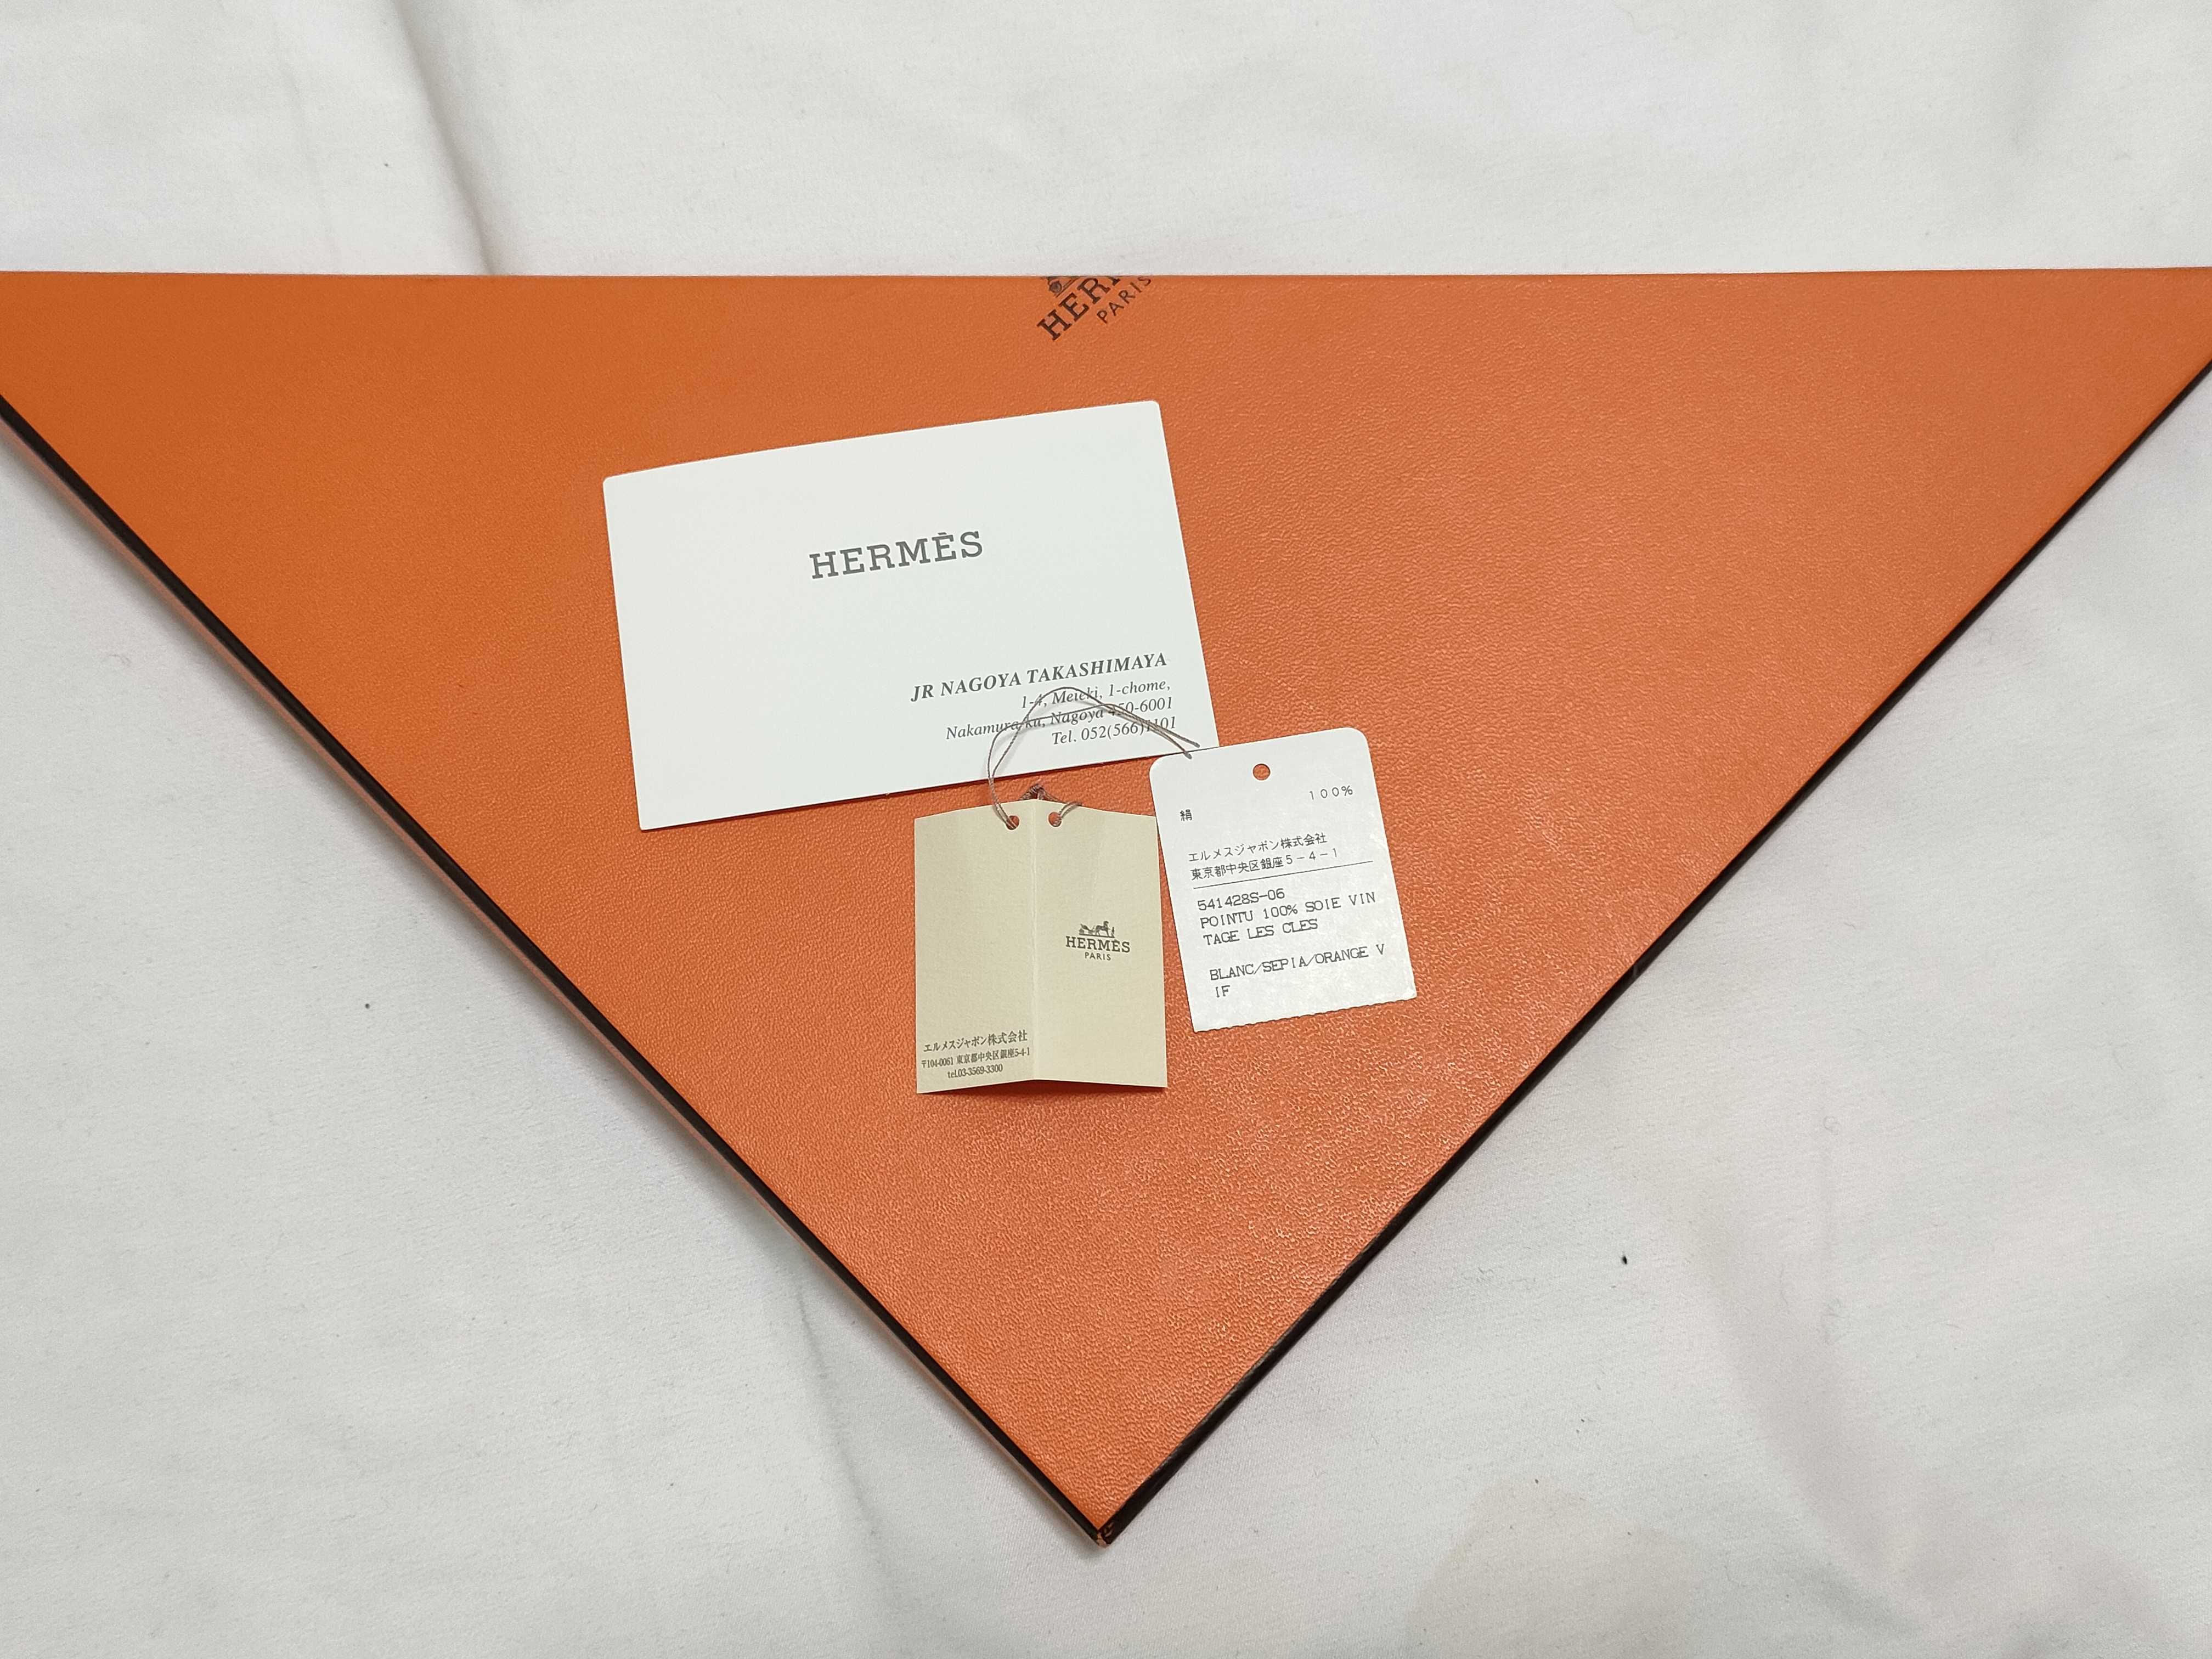 HERM
PARIS
HERMÈS
JR NAGOYA TAKASHIMAYA
1-4, Meieki, 1-chome,
Nakamura-ku, Nagoya 450-6001
Tel. 052(566)1101
100%
絹
エルメスジャポン株式会社
東京都中央区銀座5-4-1
541428S-06
POINTU 100% SOIE VIN
TAGE LES CLES
BLANC/SEPIA/ORANGE V
IF
HERMÈS
PARIS
エルメスジャポン株式会社
〒104-0061 東京都中央区銀座5-4-1
tel.03-3569-3300